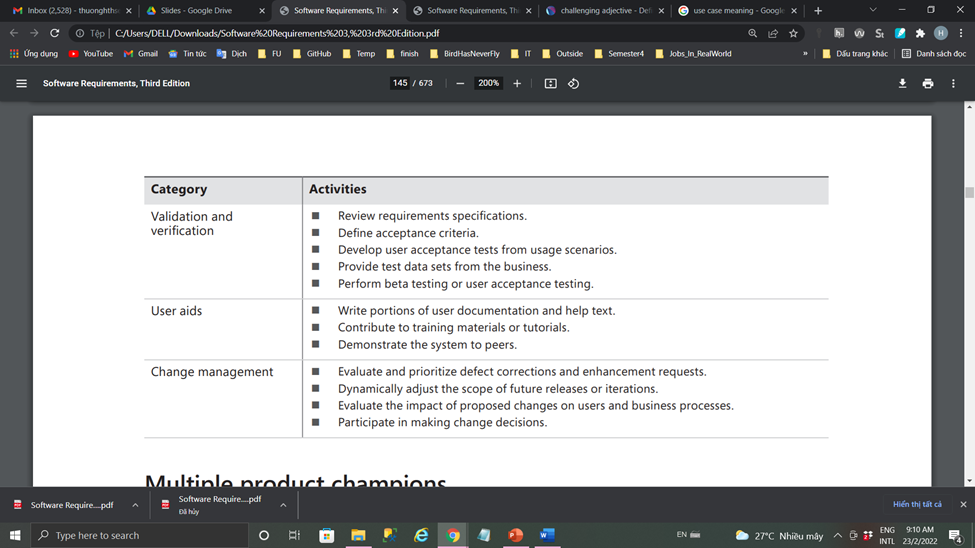 Inbox (2,528) - thuonghthse
Slides - Google Drive
Software Requirements, Thi
Software Requirements, Thi
challenging adjective - Defi
use case meaning - Google
Tệp
C:/Users/DELL/Downloads/Software%20Requirements%203,%203rd%20Edition.pdf
Ứng dụng
YouTube
Gmail
Tin tức
Dịch
FU
GitHub
Temp
finish
BirdHasNeverFly
IT
Outside
Semester4
Jobs_In_RealWorld
»
Dấu trang khác
Danh sách đọc
Software Requirements, Third Edition
145 / 673
200%
Category
Activities
Validation and
verification
Review requirements specifications.
Define acceptance criteria.
Develop user acceptance tests from usage scenarios.
Provide test data sets from the business.
Perform beta testing or user acceptance testing.
User aids
Write portions of user documentation and help text.
Contribute to training materials or tutorials.
Demonstrate the system to peers.
Change management
Evaluate and prioritize defect corrections and enhancement requests.
Dynamically adjust the scope of future releases or iterations.
Evaluate the impact of proposed changes on users and business processes.
Participate in making change decisions.
Multiple product champions
Software Require....pdf
Software Require....pdf
Đã hủy
Hiển thị tất cả
Type here to search
EN
27°C Nhiều mây
ENG
INTL
9:10 AM
23/2/2022
4